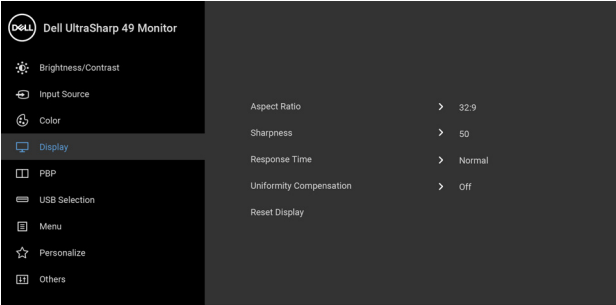 DELL Dell UltraSharp 49 Monitor
Brightness/Contrast
Input Source
Color
Display
PBP
USB Selection
Menu
Personalize
Others
Aspect Ratio > 32:9
Sharpness > 50
Response Time > Normal
Uniformity Compensation > Off
Reset Display